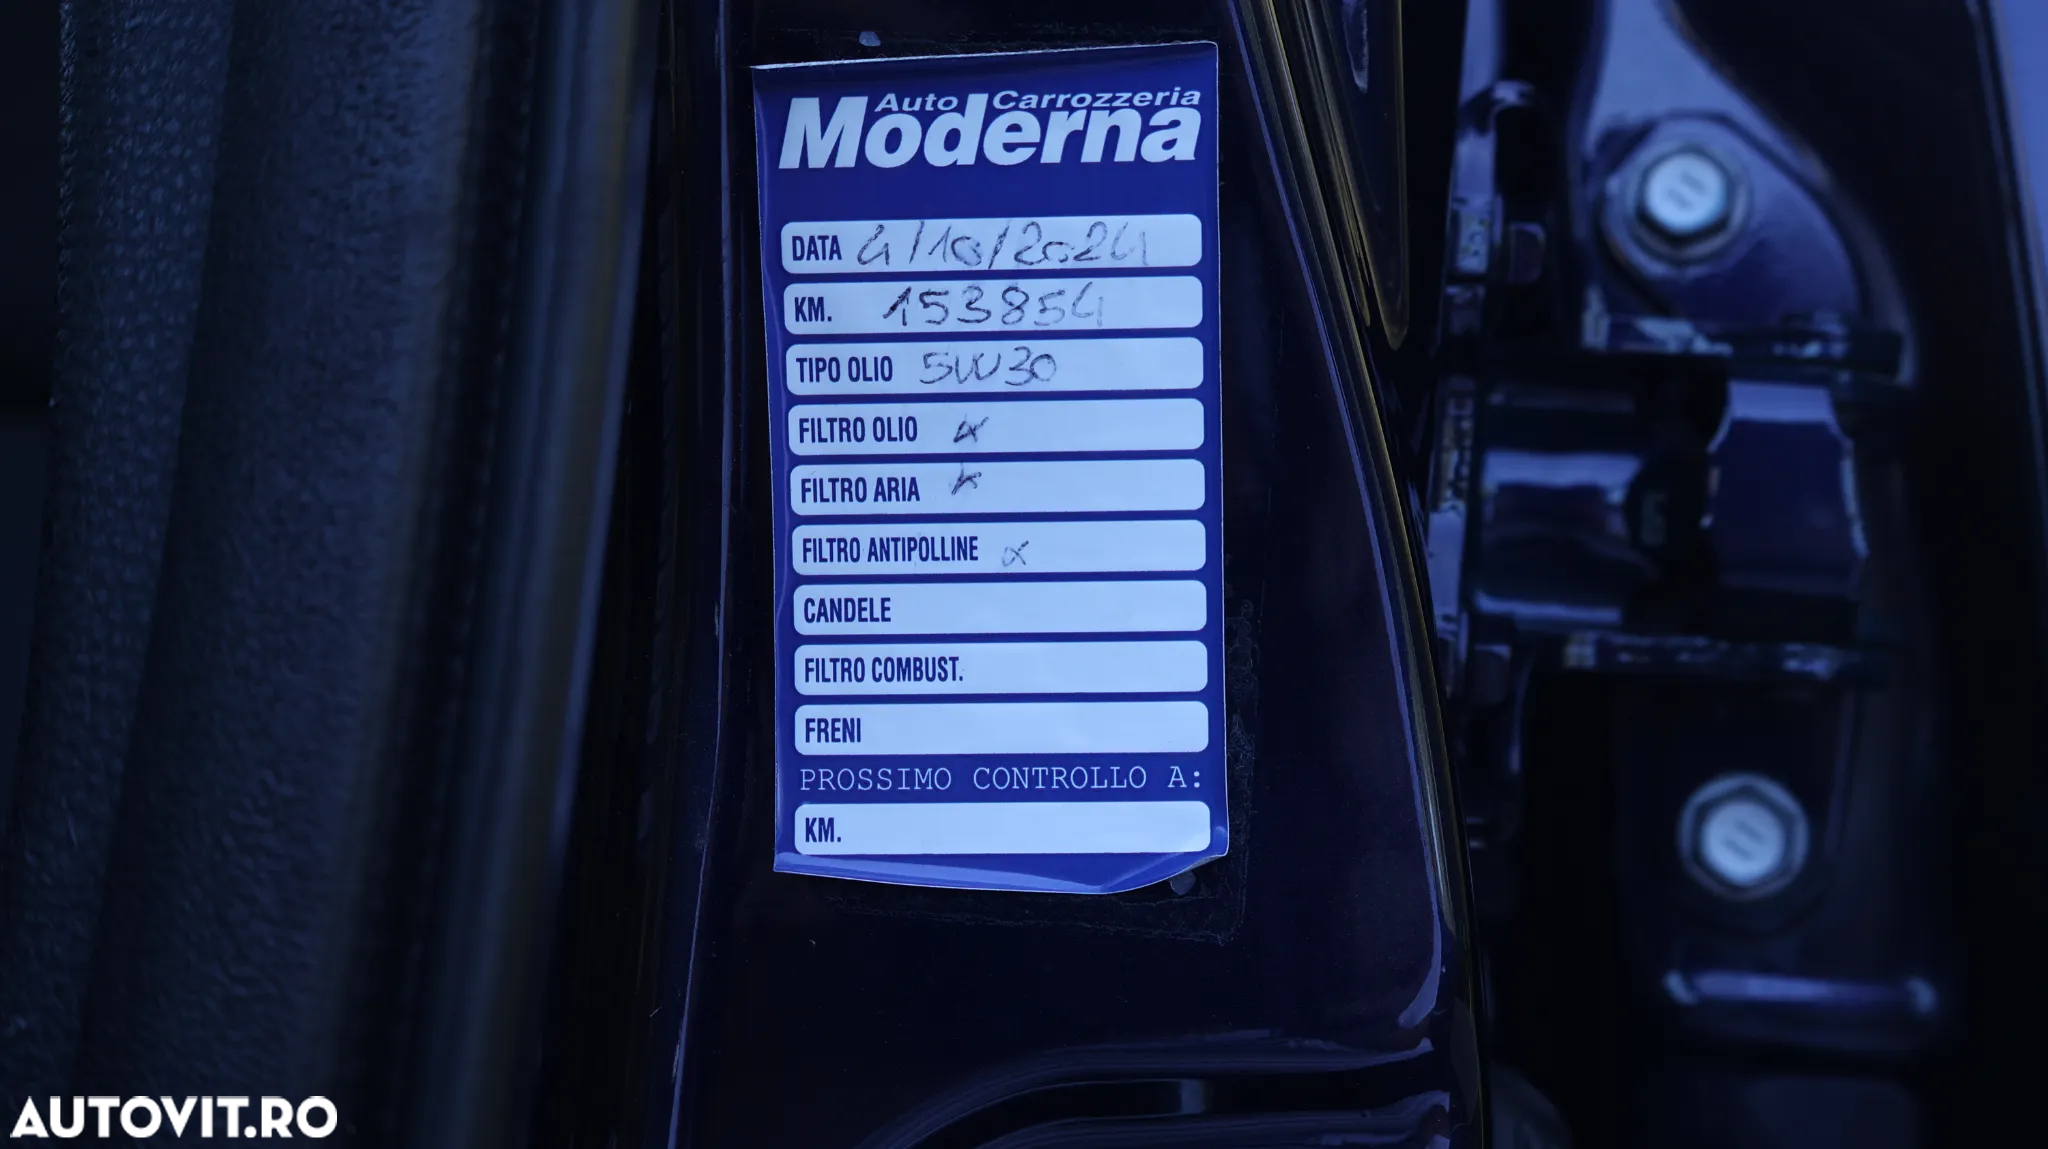 Auto Carrozzeria
Moderna
DATA 4/10/2024
KM. 153854
TIPO OLIO 5W30
FILTRO OLIO x
FILTRO ARIA x
FILTRO ANTIPOLLINE x
CANDELE
FILTRO COMBUST.
FRENI
PROSSIMO CONTROLLO A:
KM.
AUTOVIT.RO